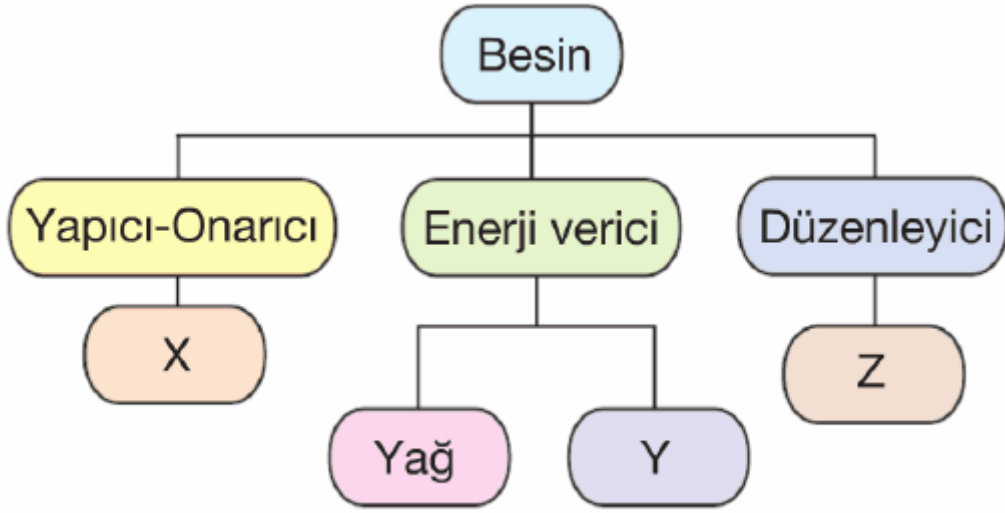 Besin
Yapıcı-Onarıcı
Enerji verici
Düzenleyici
X
Z
Yağ
Y